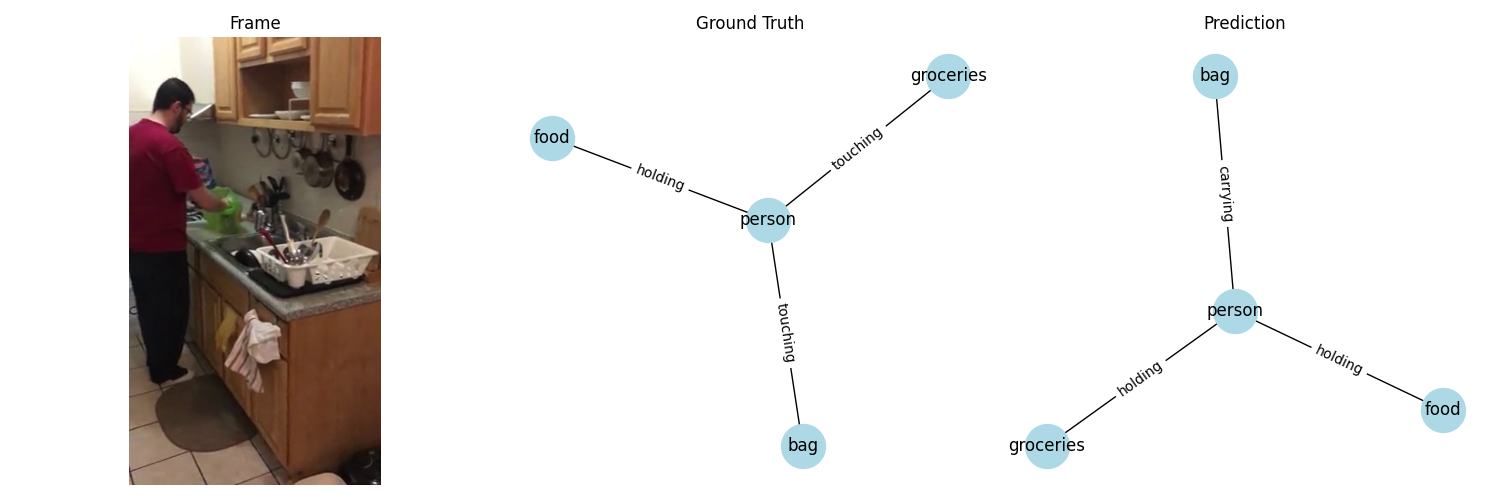 Frame
Ground Truth
groceries
food
touching
holding
person
touching
bag
Prediction
bag
carrying
person
holding
holding
food
groceries